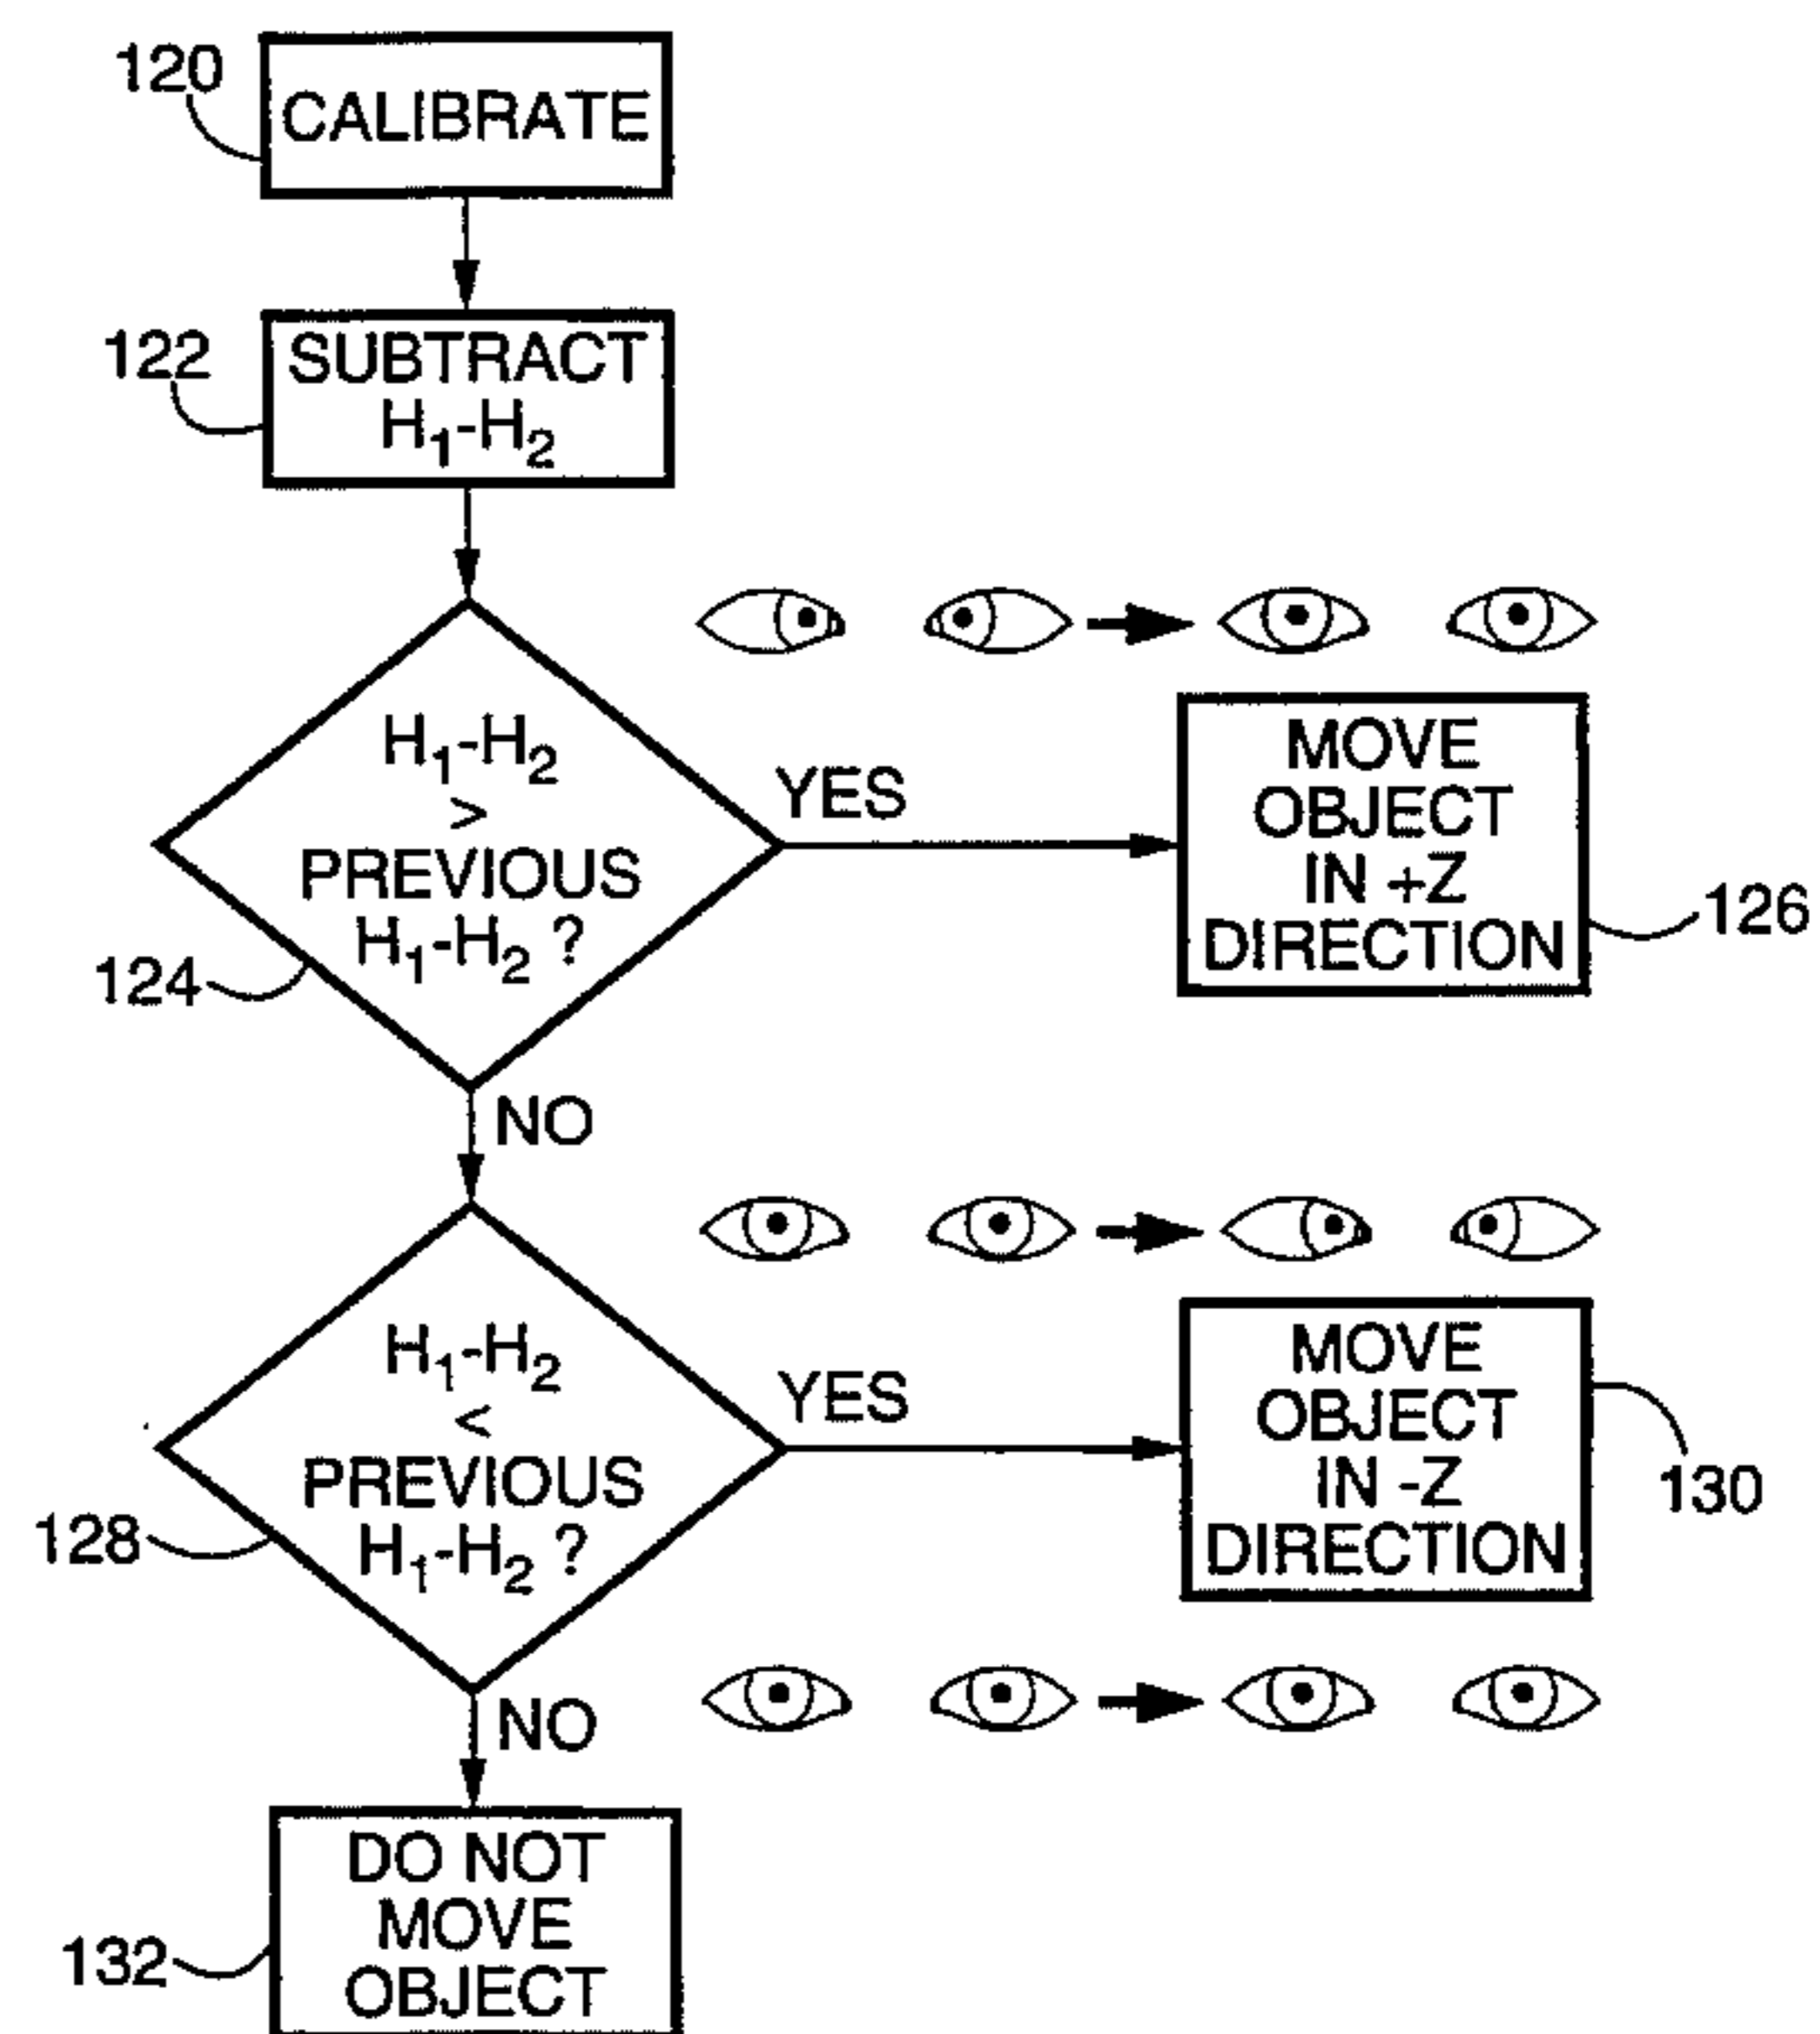 120
CALIBRATE
122
SUBTRACT
H₁-H₂
H₁-H₂
>
PREVIOUS
H₁-H₂ ?
124
YES
MOVE
OBJECT
IN +Z
DIRECTION
126
NO
H₁-H₂
<
PREVIOUS
H₁-H₂ ?
128
YES
MOVE
OBJECT
IN -Z
DIRECTION
130
NO
DO NOT
MOVE
OBJECT
132